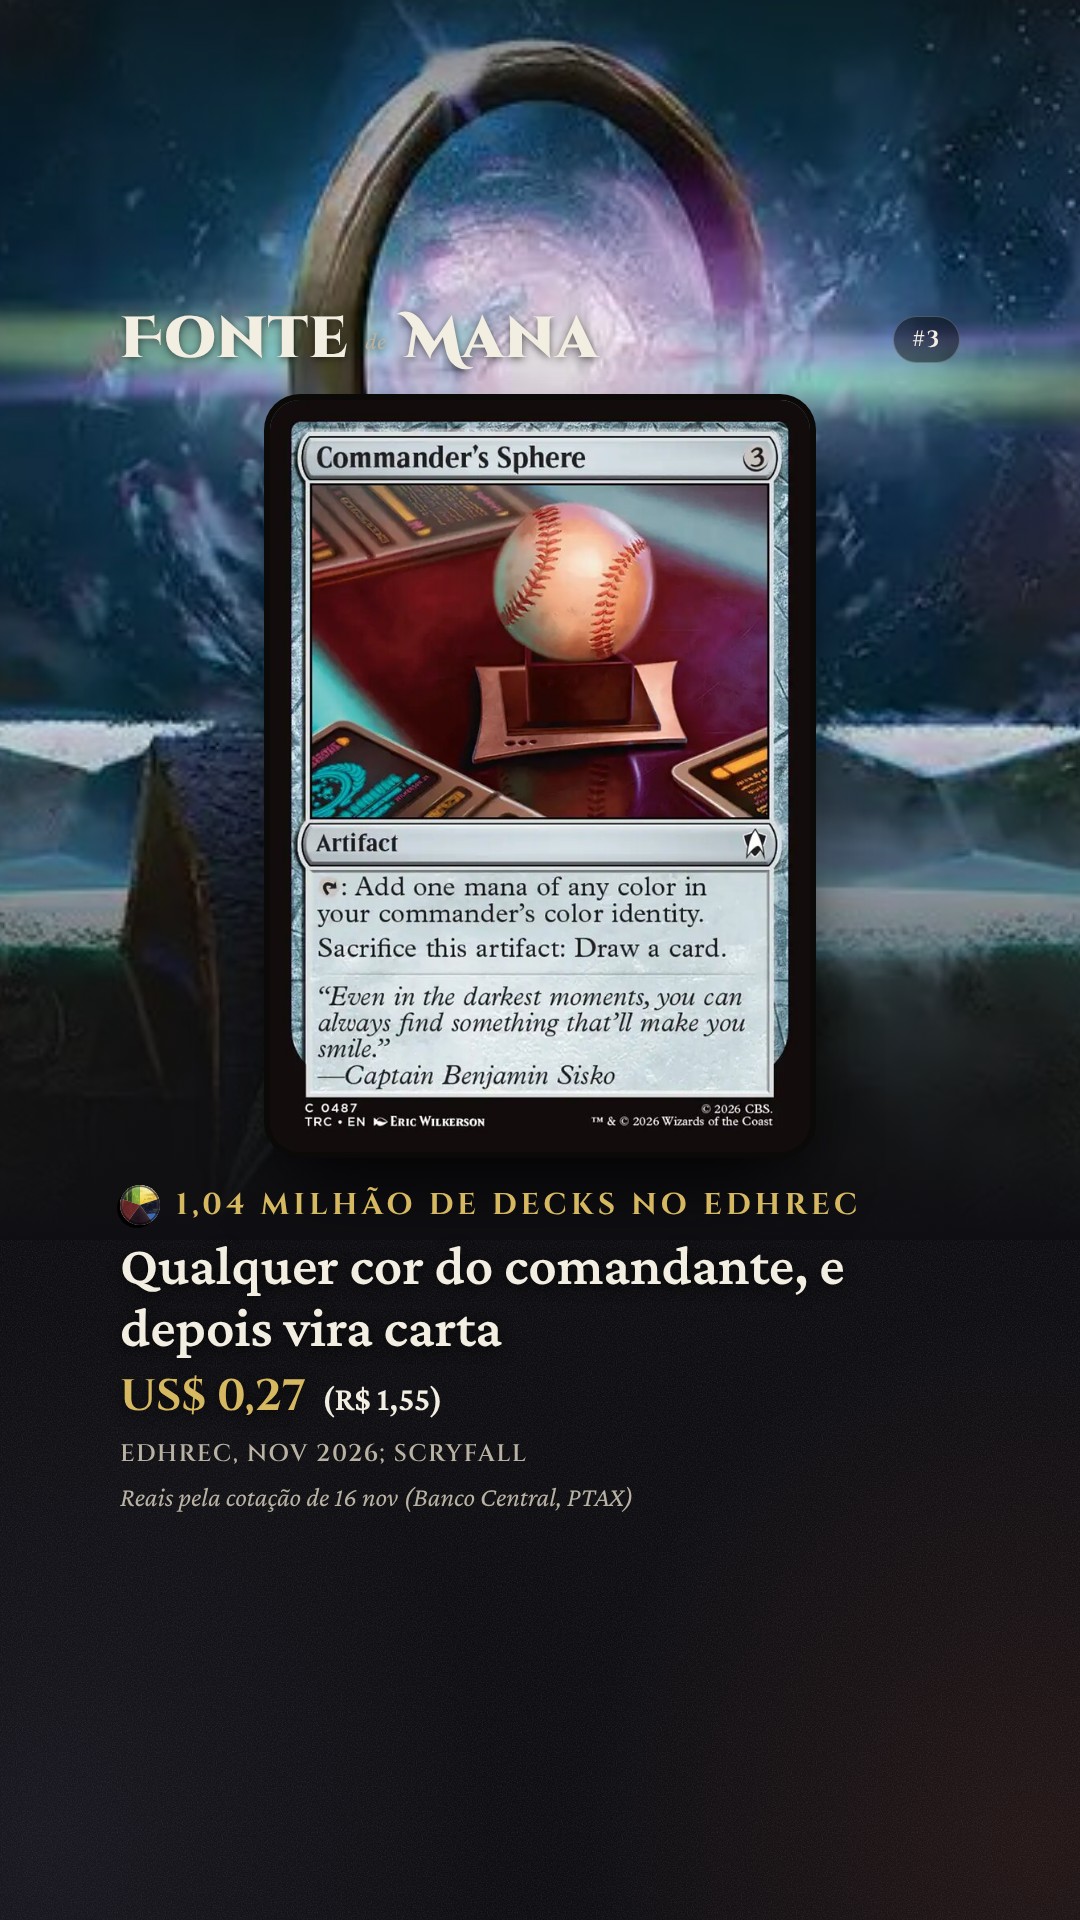 FONTE de MANA
#3
Commander's Sphere
3
Artifact
: Add one mana of any color in
your commander's color identity.
Sacrifice this artifact: Draw a card.
“Even in the darkest moments, you can
always find something that'll make you
smile.”
—Captain Benjamin Sisko
C 0487
TRC • EN Eric Wilkerson
© 2026 CBS.
™ & © 2026 Wizards of the Coast
1,04 MILHÃO DE DECKS NO EDHREC
Qualquer cor do comandante, e
depois vira carta
US$ 0,27 (R$ 1,55)
EDHREC, NOV 2026; SCRYFALL
Reais pela cotação de 16 nov (Banco Central, PTAX)